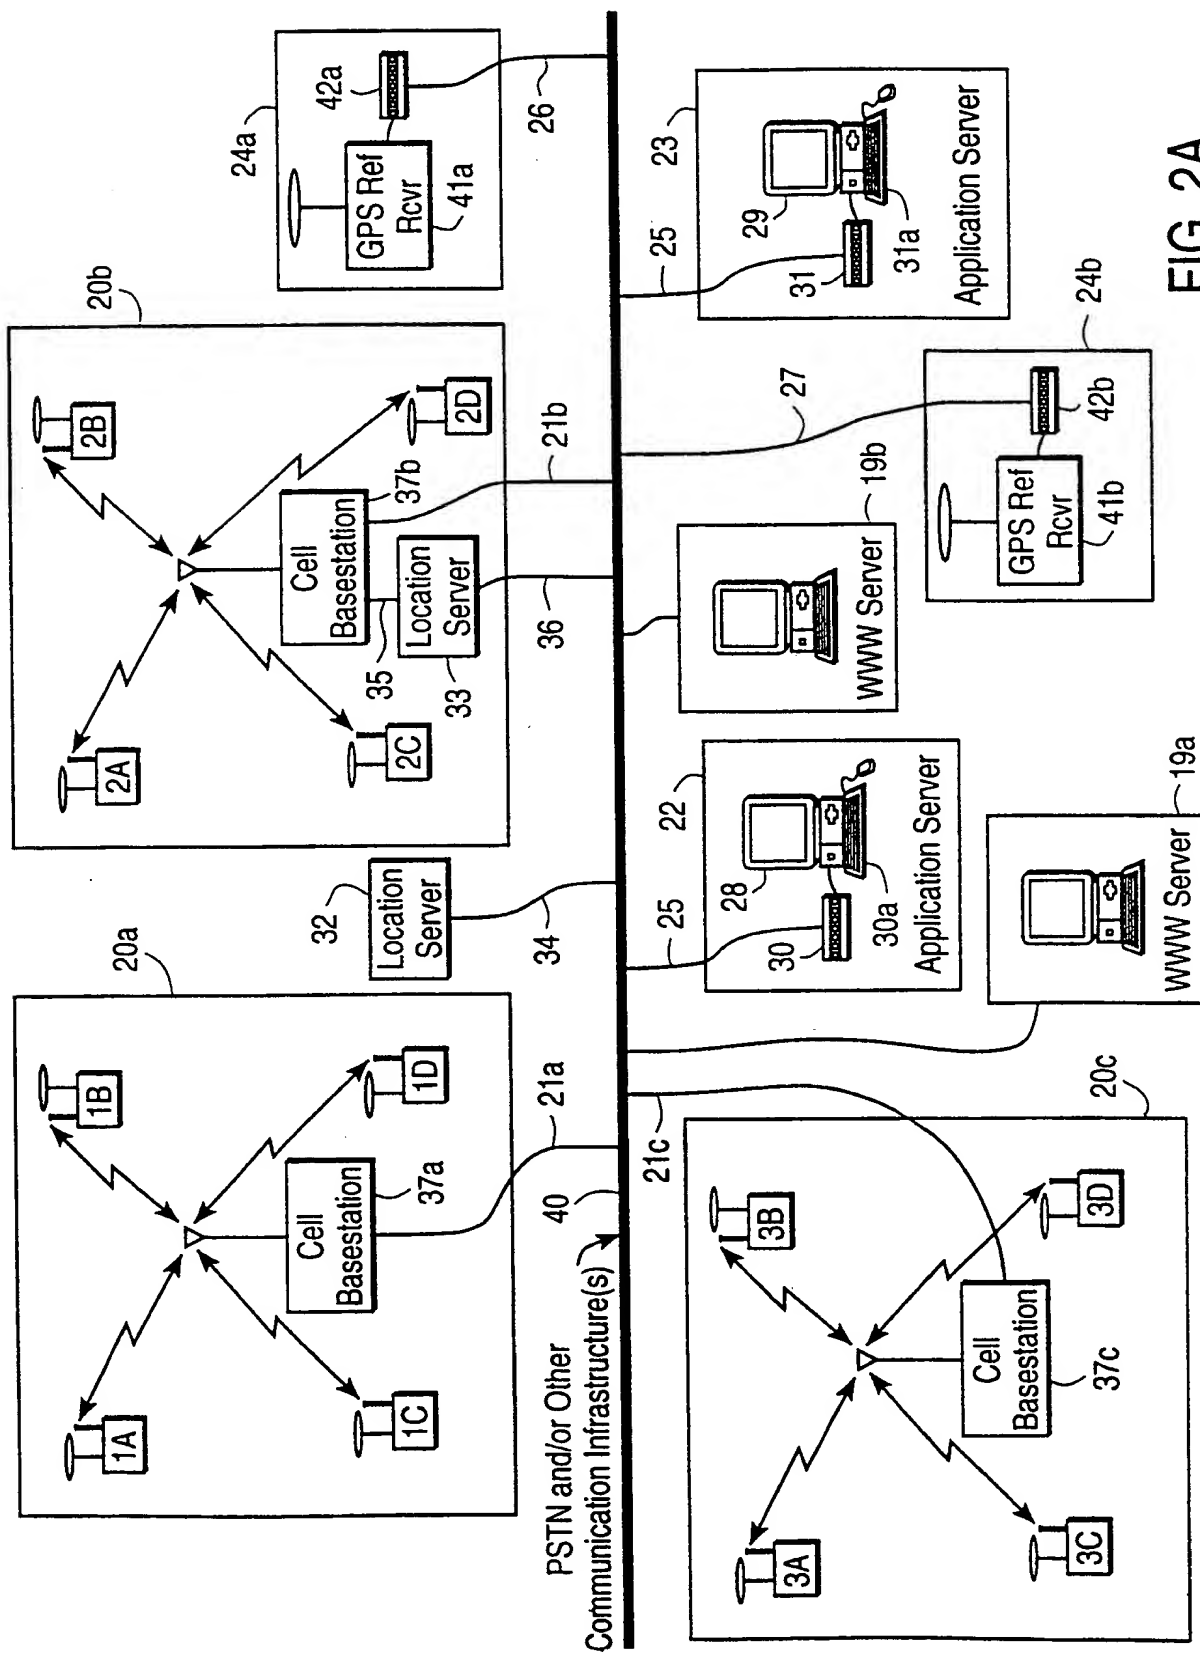 20a
1A
1B
1C
1D
Cell
Basestation
37a
21a
32
Location
Server
34
20b
2A
2B
2C
2D
Cell
Basestation
37b
35
Location
Server
33
36
21b
24a
GPS Ref
Rcvr
41a
42a
26
PSTN and/or Other
Communication Infrastructure(s)
40
21c
20c
3A
3B
3C
3D
Cell
Basestation
37c
25
22
28
30
30a
Application Server
WWW Server
19a
19b
WWW Server
27
24b
GPS Ref
Rcvr
41b
42b
25
23
29
31
31a
Application Server
FIG. 2A